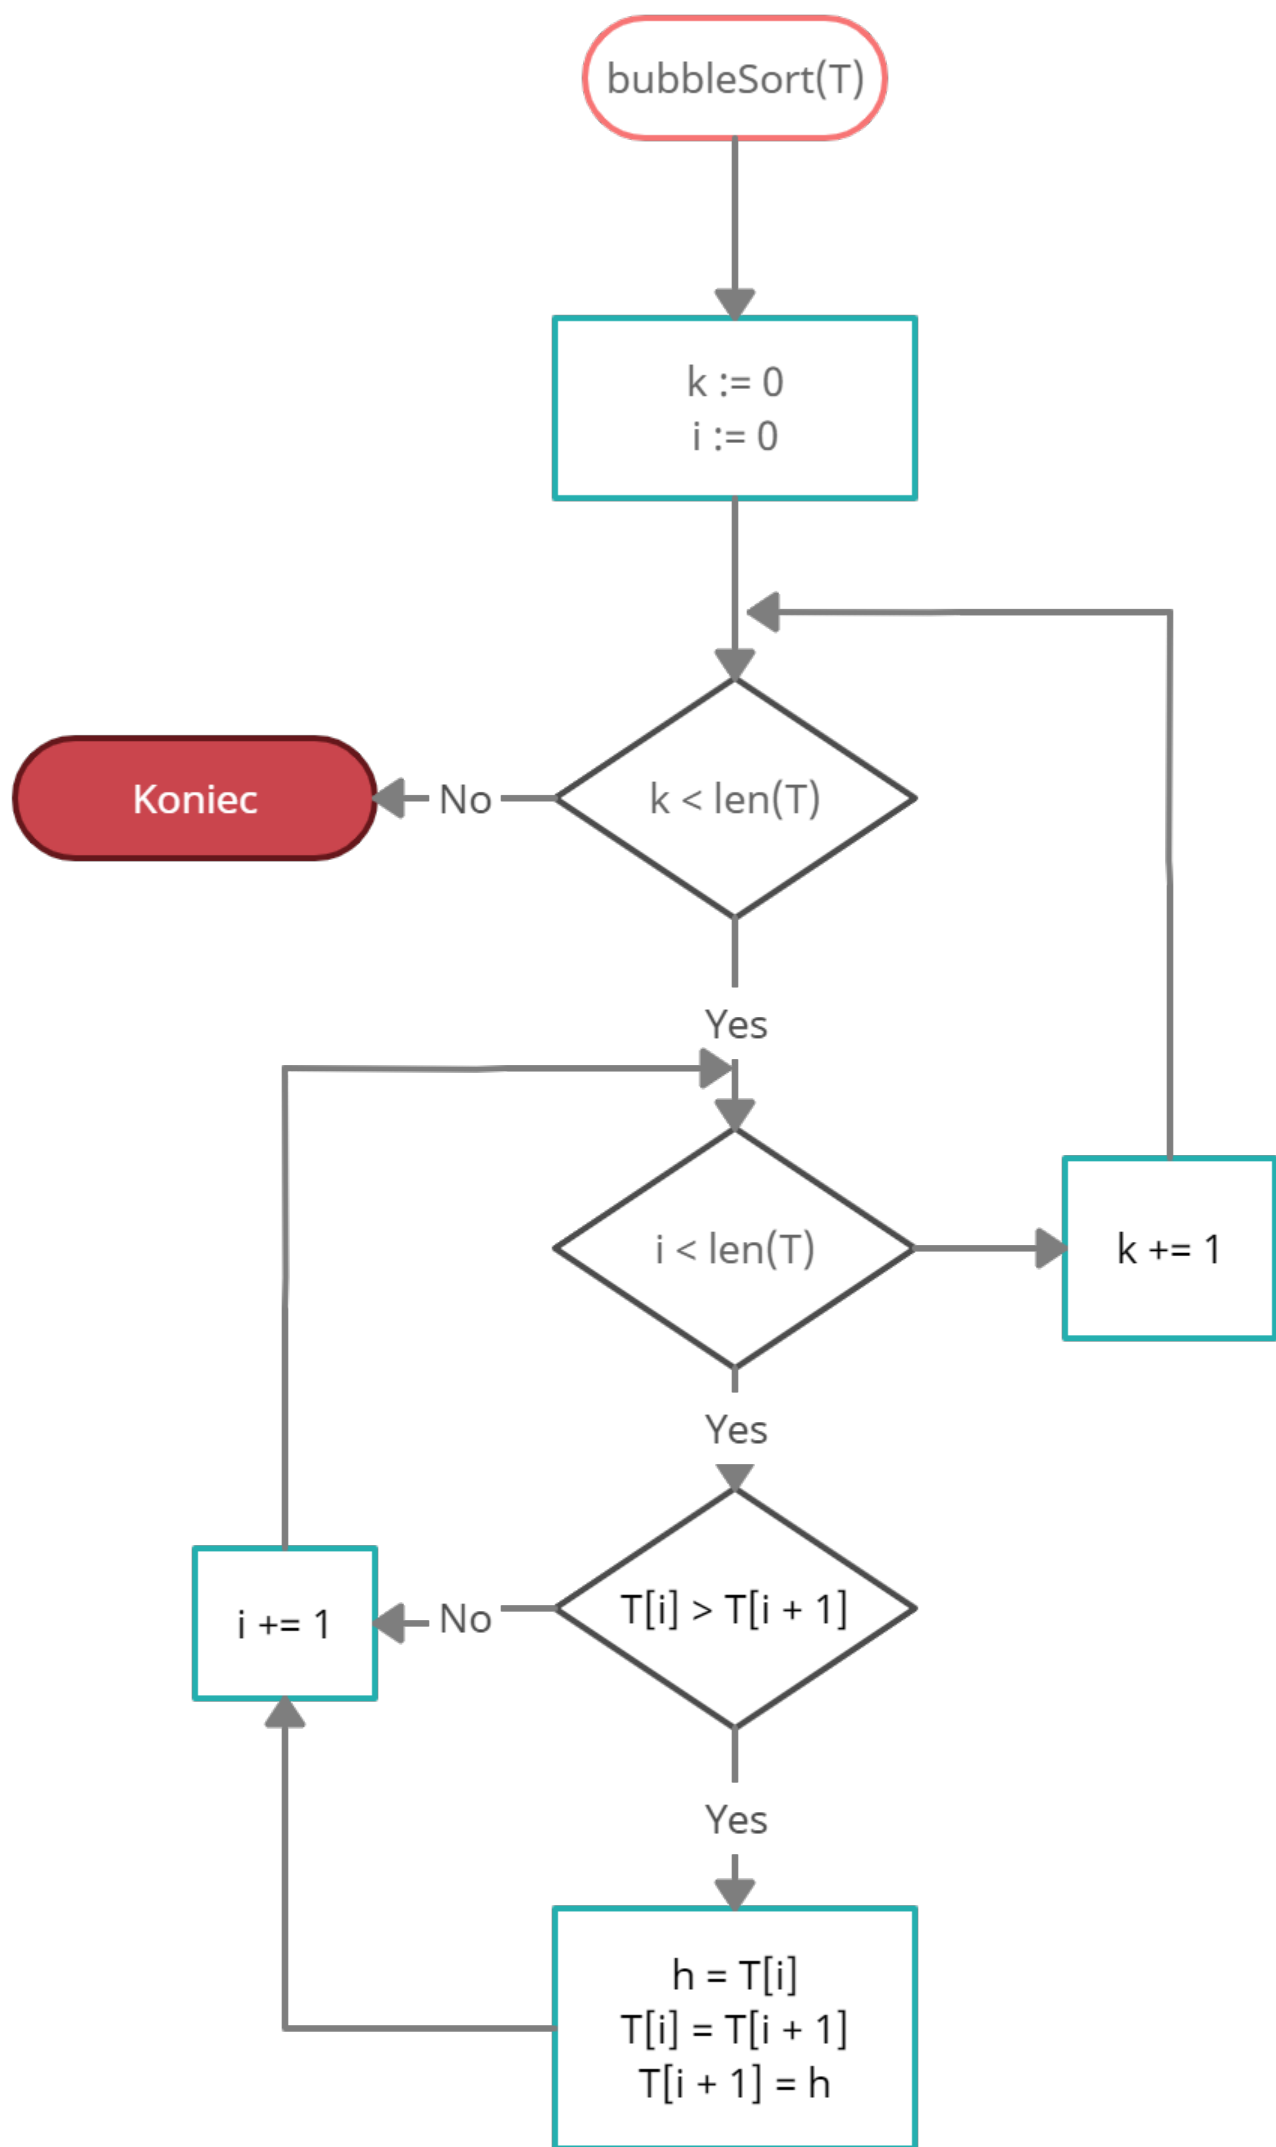 bubbleSort(T)
k := 0
i := 0
k < len(T)
No
Koniec
Yes
i < len(T)
k += 1
Yes
T[i] > T[i + 1]
No
i += 1
Yes
h = T[i]
T[i] = T[i + 1]
T[i + 1] = h